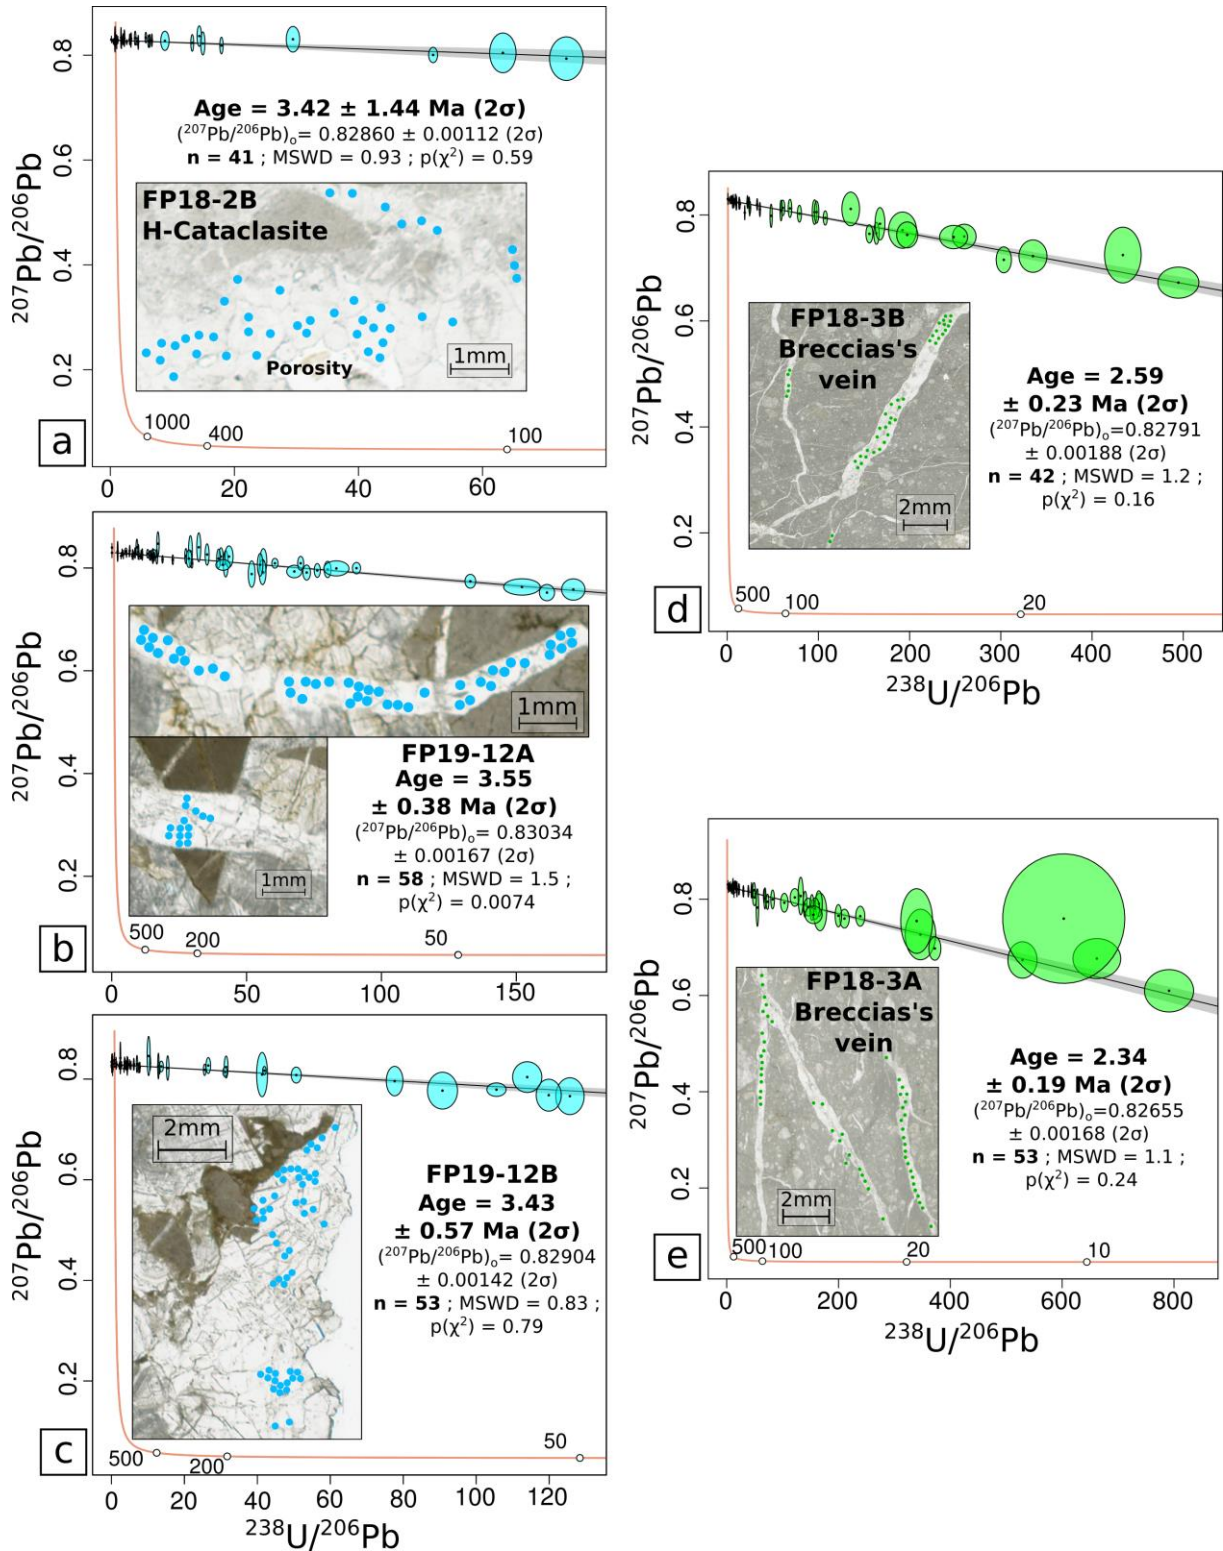 Age = 3.42 ± 1.44 Ma (2σ)
(²⁰⁷Pb/²⁰⁶Pb)ₒ= 0.82860 ± 0.00112 (2σ)
n = 41 ; MSWD = 0.93 ; p(χ²) = 0.59
FP18-2B
H-Cataclasite
Porosity
1mm
0.8
0.6
0.4
0.2
²⁰⁷Pb/²⁰⁶Pb
1000
400
100
a
0 20 40 60
0.8
0.6
0.4
0.2
²⁰⁷Pb/²⁰⁶Pb
1mm
1mm
FP19-12A
Age = 3.55
± 0.38 Ma (2σ)
(²⁰⁷Pb/²⁰⁶Pb)ₒ= 0.83034
± 0.00167 (2σ)
n = 58 ; MSWD = 1.5 ;
p(χ²) = 0.0074
500
200
50
b
0 50 100 150
0.8
0.6
0.4
0.2
²⁰⁷Pb/²⁰⁶Pb
2mm
FP19-12B
Age = 3.43
± 0.57 Ma (2σ)
(²⁰⁷Pb/²⁰⁶Pb)ₒ= 0.82904
± 0.00142 (2σ)
n = 53 ; MSWD = 0.83 ;
p(χ²) = 0.79
500
200
50
c
0 20 40 60 80 100 120
²³⁸U/²⁰⁶Pb
0.8
0.6
0.4
0.2
²⁰⁷Pb/²⁰⁶Pb
FP18-3B
Breccias's
vein
2mm
Age = 2.59
± 0.23 Ma (2σ)
(²⁰⁷Pb/²⁰⁶Pb)ₒ=0.82791
± 0.00188 (2σ)
n = 42 ; MSWD = 1.2 ;
p(χ²) = 0.16
500
100
20
d
0 100 200 300 400 500
²³⁸U/²⁰⁶Pb
0.8
0.6
0.4
0.2
²⁰⁷Pb/²⁰⁶Pb
FP18-3A
Breccias's
vein
2mm
Age = 2.34
± 0.19 Ma (2σ)
(²⁰⁷Pb/²⁰⁶Pb)ₒ=0.82655
± 0.00168 (2σ)
n = 53 ; MSWD = 1.1 ;
p(χ²) = 0.24
500
100
20
10
e
0 200 400 600 800
²³⁸U/²⁰⁶Pb